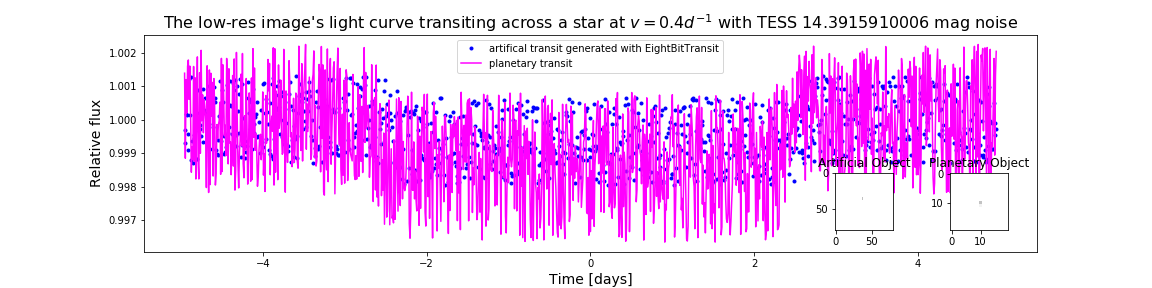 The low-res image's light curve transiting across a star at v = 0.4d⁻¹ with TESS 14.3915910006 mag noise
artifical transit generated with EightBitTransit
planetary transit
Relative flux
1.002
1.001
1.000
0.999
0.998
0.997
Artificial Object
Planetary Object
0
50
0
50
0
10
0
10
−4
−2
0
2
4
Time [days]